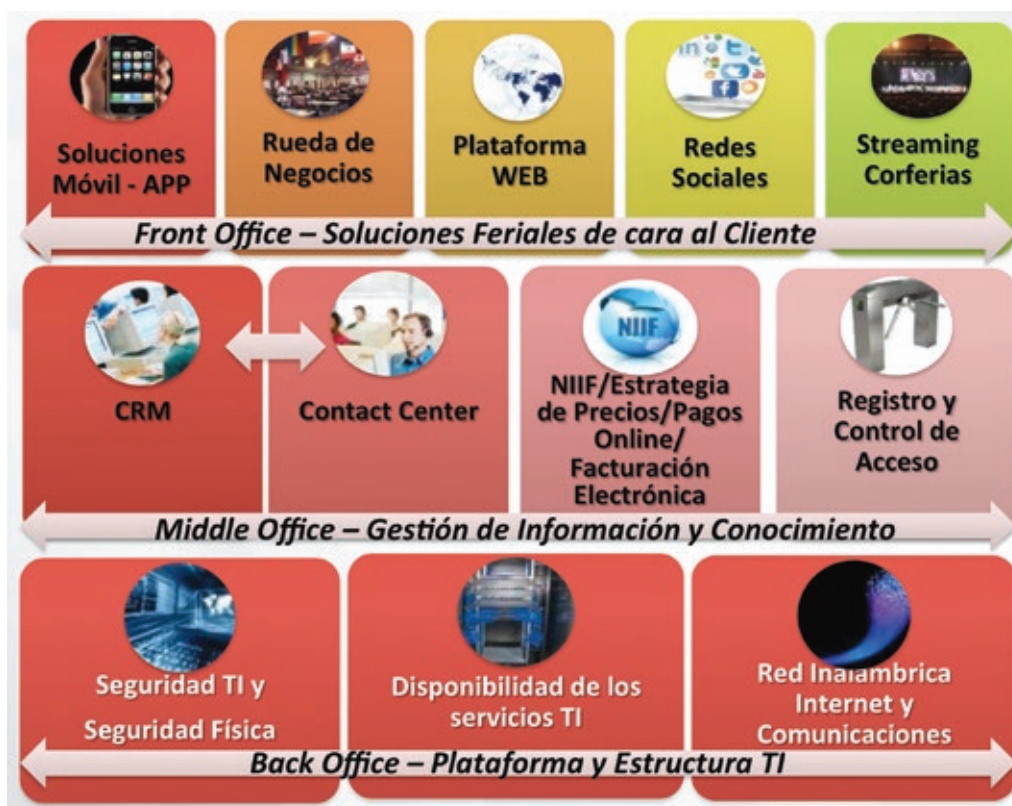 Soluciones
Móvil - APP
Rueda de
Negocios
Plataforma
WEB
Redes
Sociales
Streaming
Corferias
Front Office – Soluciones Feriales de cara al Cliente
CRM
Contact Center
NIIF
NIIF/Estrategia
de Precios/Pagos
Online/
Facturación
Electrónica
Registro y
Control de
Acceso
Middle Office – Gestión de Información y Conocimiento
Seguridad TI y
Seguridad Física
Disponibilidad de los
servicios TI
Red Inalámbrica
Internet y
Comunicaciones
Back Office – Plataforma y Estructura TI